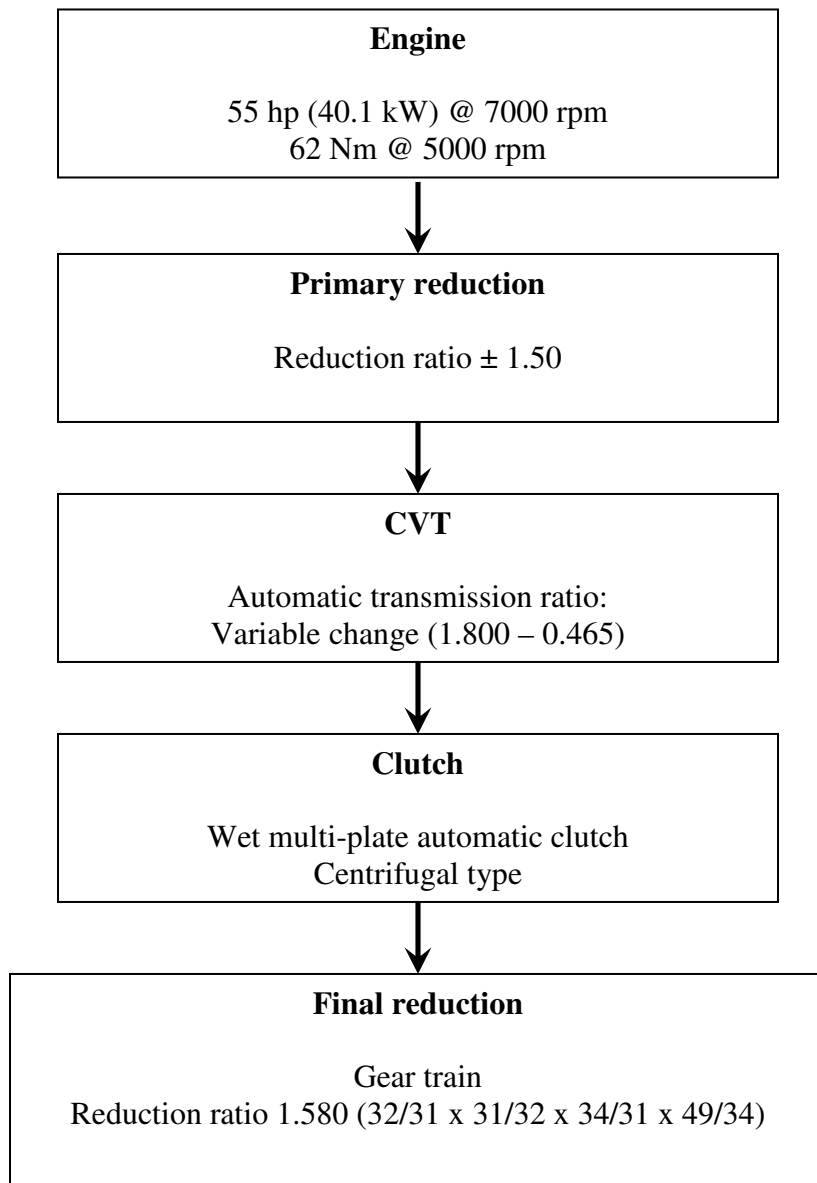 Engine
55 hp (40.1 kW) @ 7000 rpm
62 Nm @ 5000 rpm
Primary reduction
Reduction ratio ± 1.50
CVT
Automatic transmission ratio:
Variable change (1.800 – 0.465)
Clutch
Wet multi-plate automatic clutch
Centrifugal type
Final reduction
Gear train
Reduction ratio 1.580 (32/31 x 31/32 x 34/31 x 49/34)